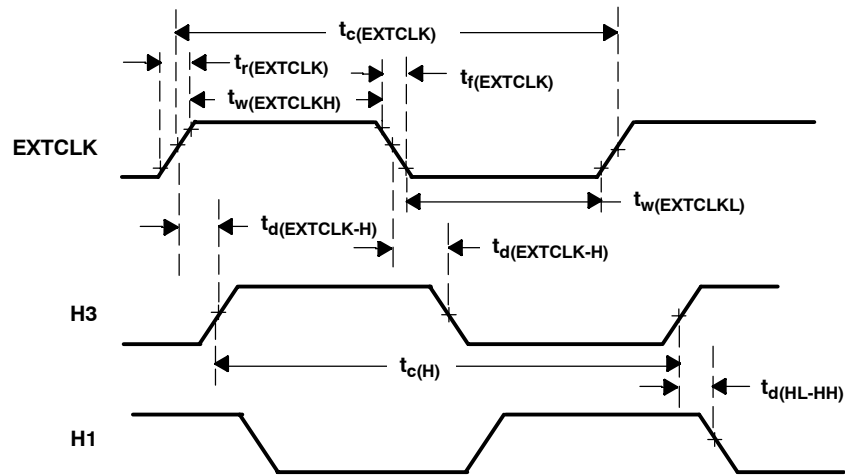 tc(EXTCLK)
tr(EXTCLK)
tf(EXTCLK)
tw(EXTCLKH)
EXTCLK
tw(EXTCLKL)
td(EXTCLK-H)
td(EXTCLK-H)
H3
tc(H)
td(HL-HH)
H1